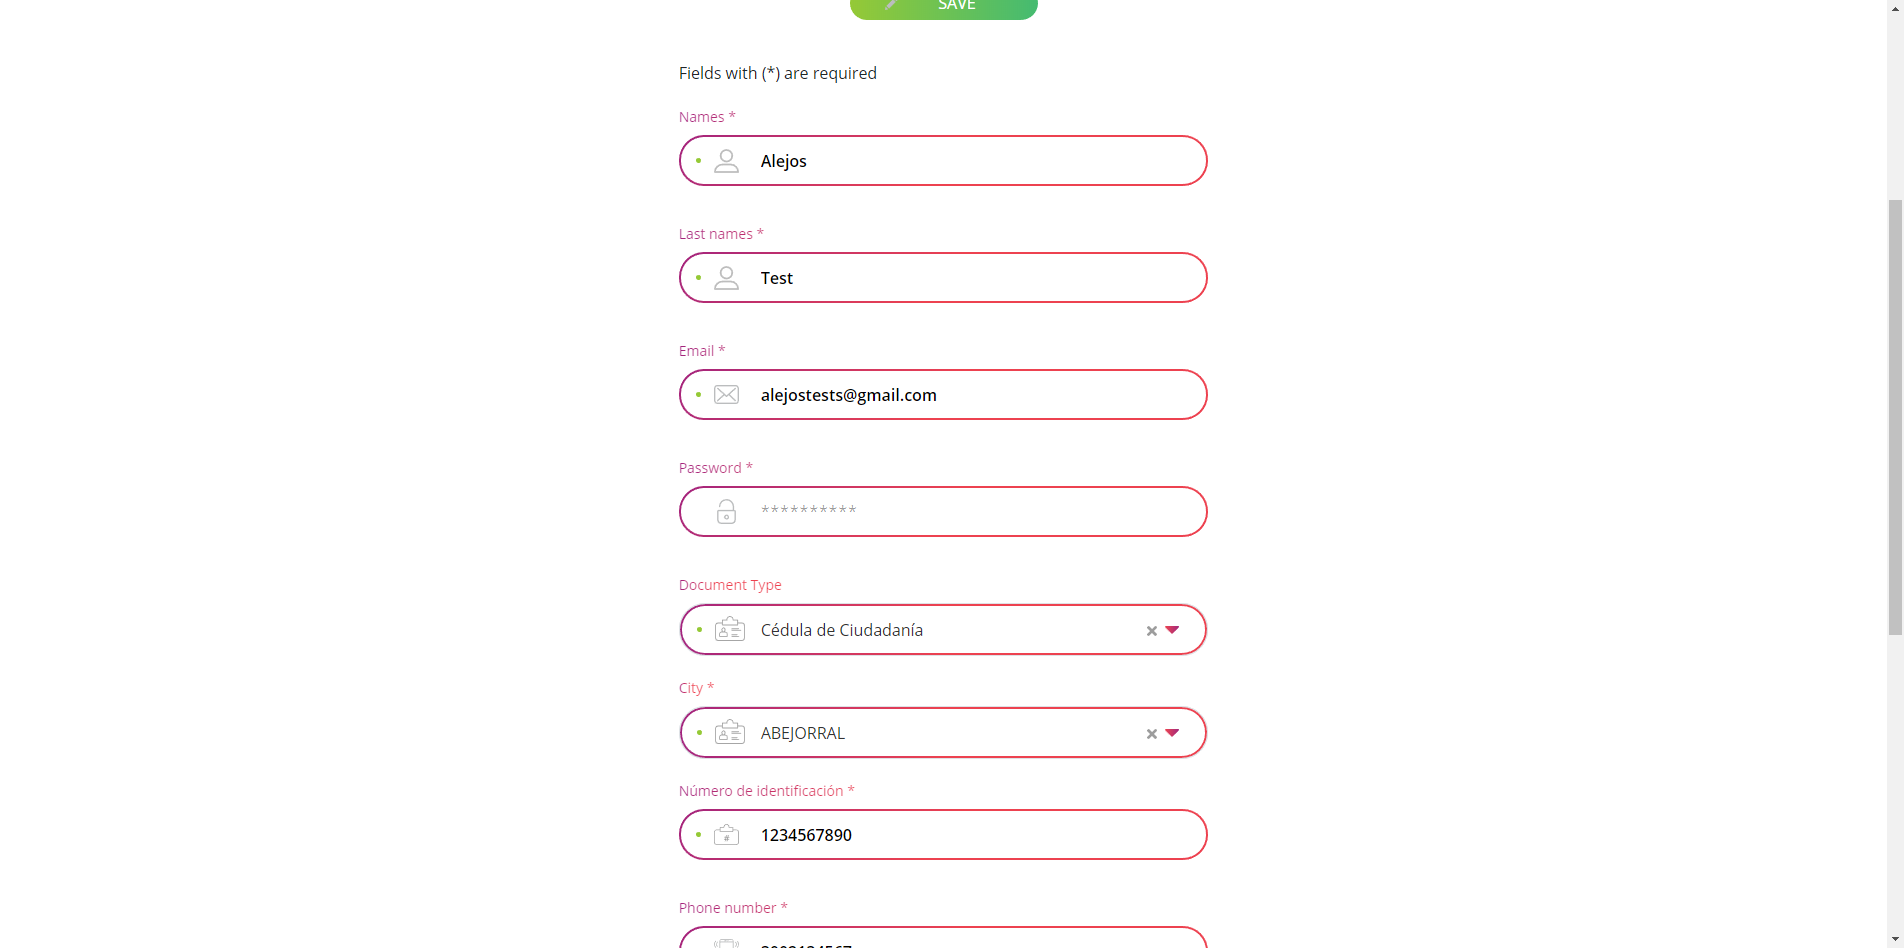 SAVE
Fields with (*) are required
Names *
Alejos
Last names *
Test
Email *
alejostests@gmail.com
Password *
**********
Document Type
Cédula de Ciudadanía
City *
ABEJORRAL
Número de identificación *
1234567890
Phone number *